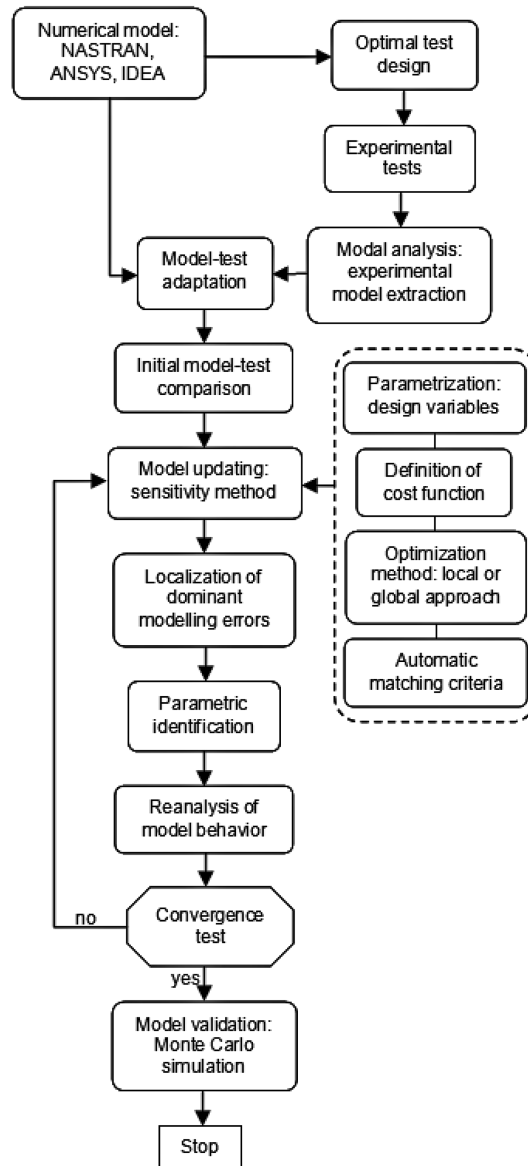 Numerical model:
NASTRAN,
ANSYS, IDEA
Optimal test
design
Experimental
tests
Modal analysis:
experimental
model extraction
Model-test
adaptation
Initial model-test
comparison
Model updating:
sensitivity method
Parametrization:
design variables
Definition of
cost function
Optimization
method: local or
global approach
Automatic
matching criteria
Localization of
dominant
modelling errors
Parametric
identification
Reanalysis of
model behavior
Convergence
test
no
yes
Model validation:
Monte Carlo
simulation
Stop